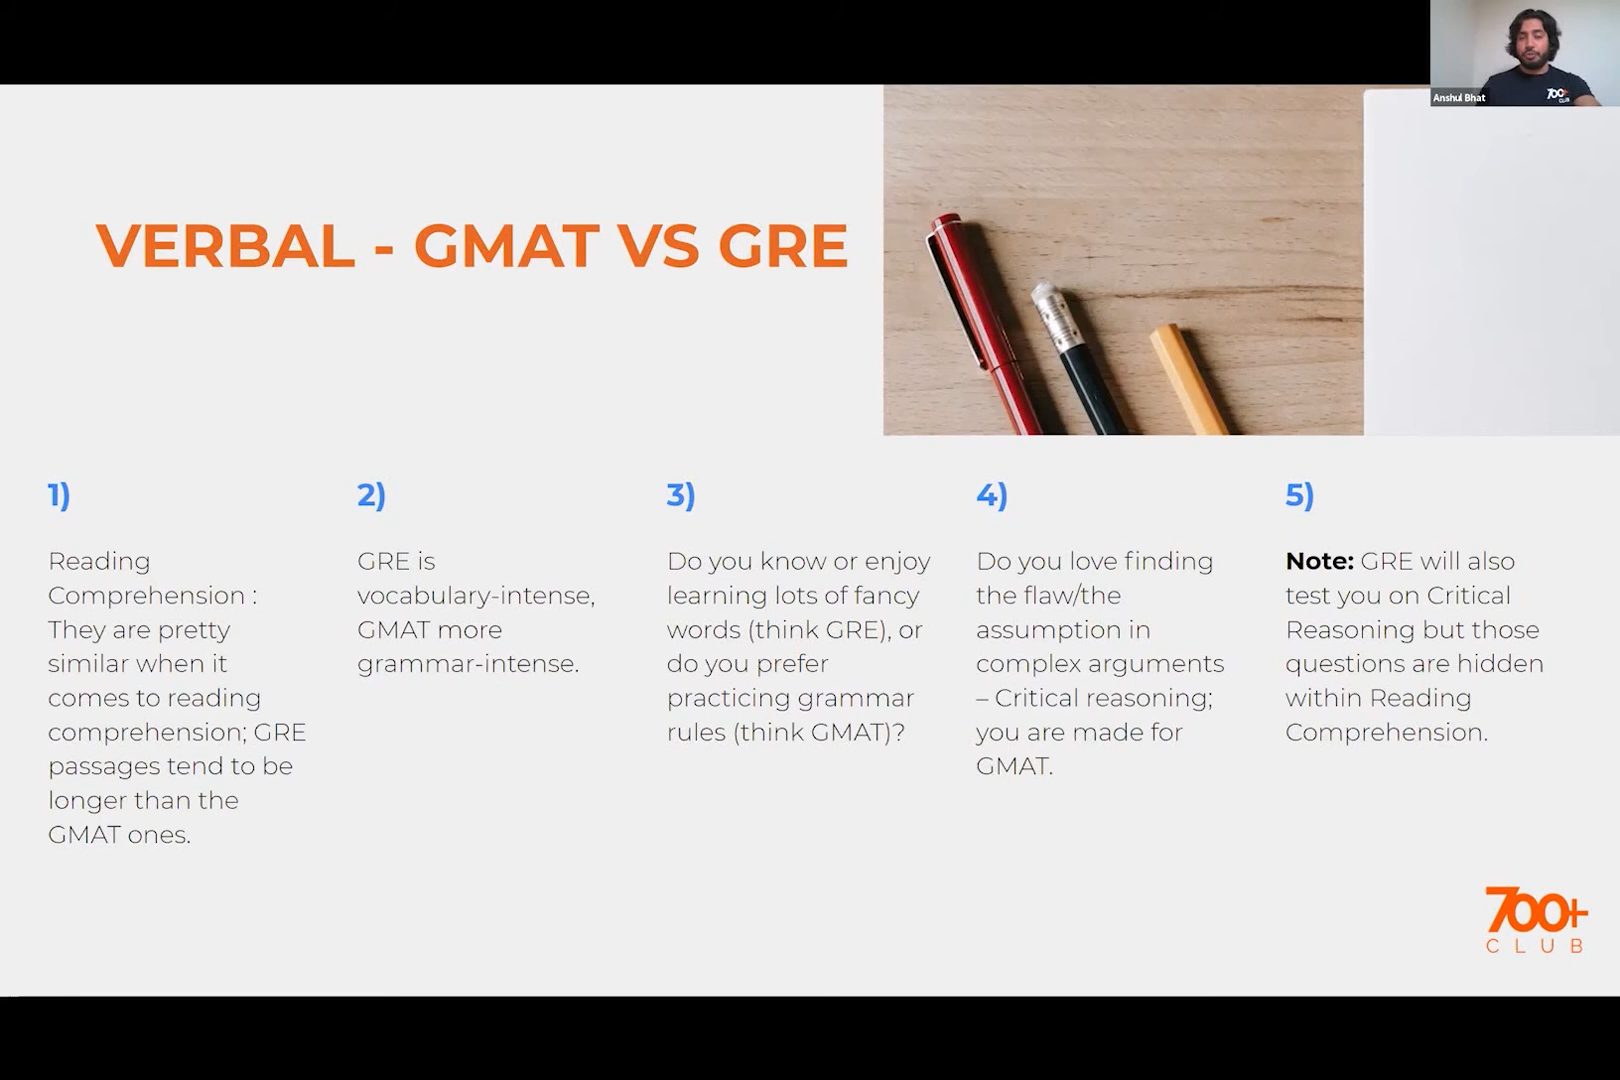 Anshul Bhat
700+
CLUB
VERBAL - GMAT VS GRE
1)
Reading
Comprehension :
They are pretty
similar when it
comes to reading
comprehension; GRE
passages tend to be
longer than the
GMAT ones.
2)
GRE is
vocabulary-intense,
GMAT more
grammar-intense.
3)
Do you know or enjoy
learning lots of fancy
words (think GRE), or
do you prefer
practicing grammar
rules (think GMAT)?
4)
Do you love finding
the flaw/the
assumption in
complex arguments
– Critical reasoning;
you are made for
GMAT.
5)
Note: GRE will also
test you on Critical
Reasoning but those
questions are hidden
within Reading
Comprehension.
700+
CLUB